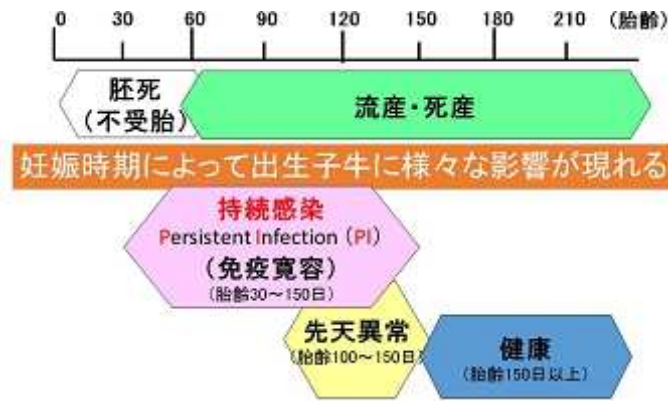 0 30 60 90 120 150 180 210 (胎齢)
胚死
(不受胎)
流産・死産
妊娠時期によって出生子牛に様々な影響が現れる
持続感染
Persistent Infection (PI)
(免疫寛容)
(胎齢30~150日)
先天異常
(胎齢100~150日)
健康
(胎齢150日以上)